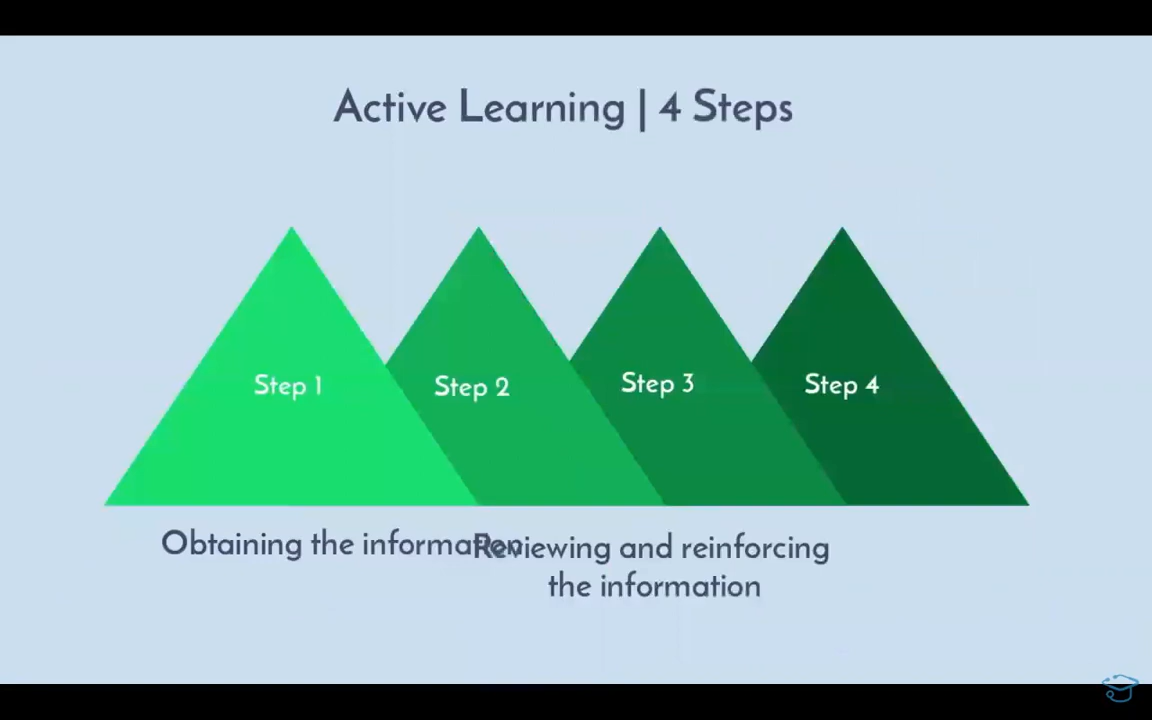 Active Learning | 4 Steps
Step 1
Step 2
Step 3
Step 4
Obtaining the information
Reviewing and reinforcing
the information